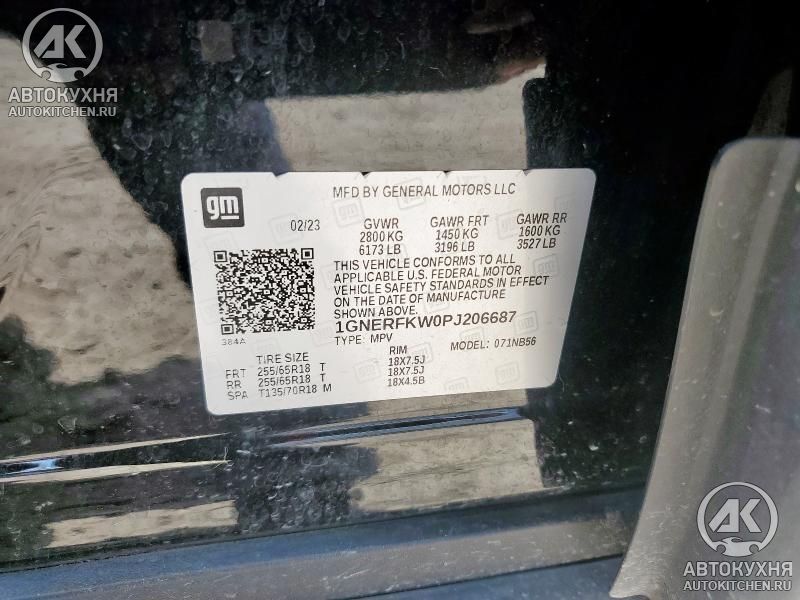 AK
АВТОКУХНЯ
AUTOKITCHEN.RU
gm
MFD BY GENERAL MOTORS LLC
02/23 GVWR GAWR FRT GAWR RR
2800 KG 1450 KG 1600 KG
6173 LB 3196 LB 3527 LB
THIS VEHICLE CONFORMS TO ALL
APPLICABLE U.S. FEDERAL MOTOR
VEHICLE SAFETY STANDARDS IN EFFECT
ON THE DATE OF MANUFACTURE
SHOWN ABOVE.
1GNERFKW0PJ206687
384A
TYPE: MPV MODEL: 071NB56
TIRE SIZE RIM
FRT 255/65R18 T 18X7.5J
RR 255/65R18 T 18X7.5J
SPA T135/70R18 M 18X4.5B
AK
АВТОКУХНЯ
AUTOKITCHEN.RU